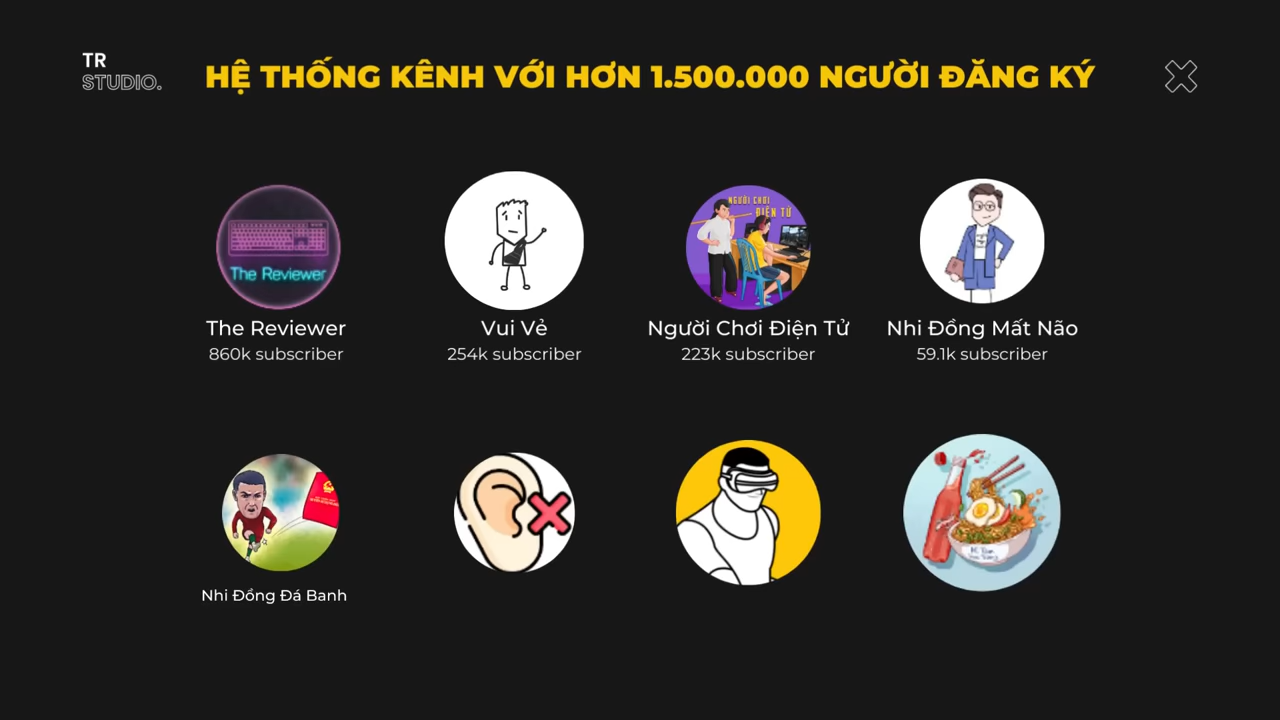 TR
STUDIO.
HỆ THỐNG KÊNH VỚI HƠN 1.500.000 NGƯỜI ĐĂNG KÝ
The Reviewer
NGƯỜI CHƠI
ĐIỆN TỬ
The Reviewer
Vui Vẻ
Người Chơi Điện Tử
Nhi Đồng Mất Não
860k subscriber
254k subscriber
223k subscriber
59.1k subscriber
Nhi Đồng Đá Banh